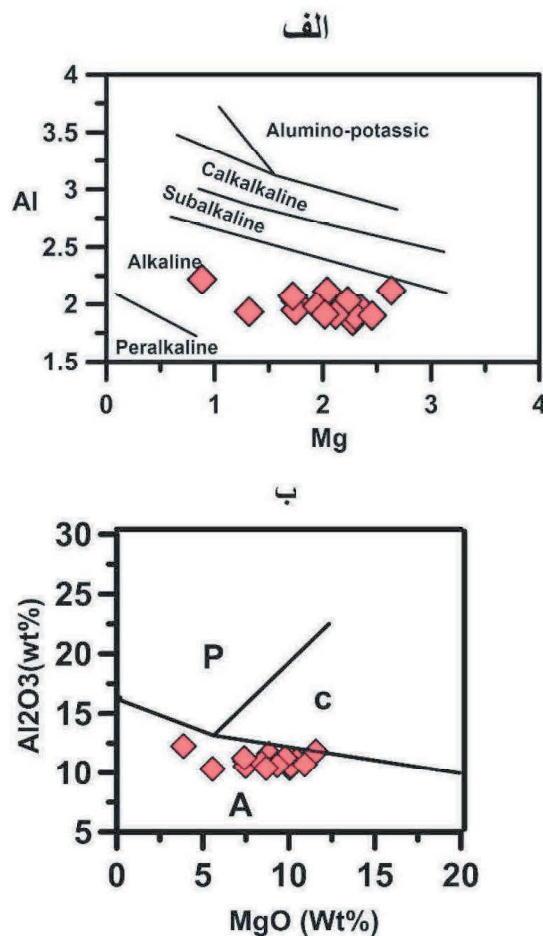 الف
4
3.5
3
2.5
2
1.5
Al
Alumino-potassic
Calkalkaline
Subalkaline
Alkaline
Peralkaline
0 1 2 3 4
Mg
ب
30
25
20
15
10
5
Al2O3(wt%)
P
c
A
0 5 10 15 20
MgO (Wt%)